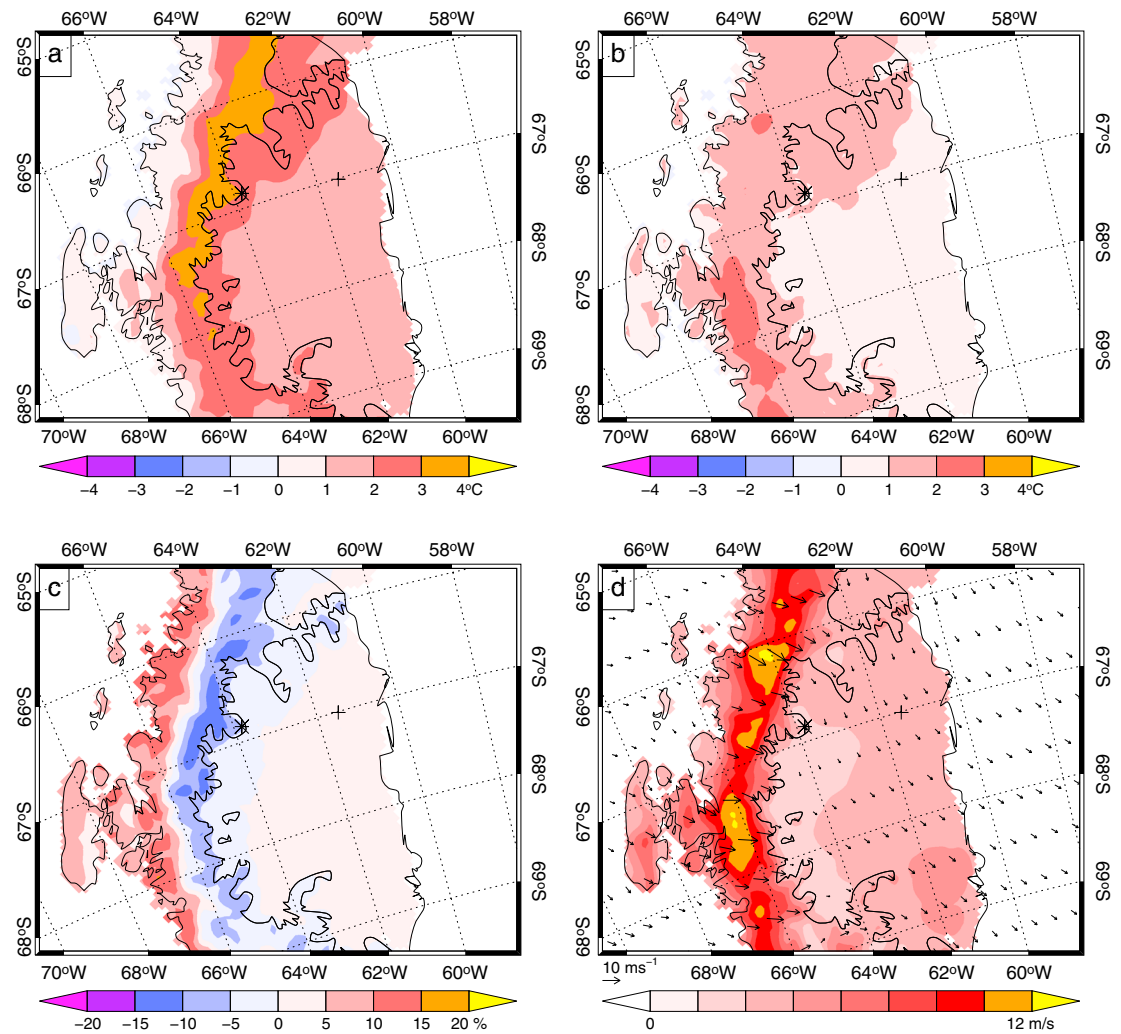 66°W 64°W 62°W 60°W 58°W
a
65°S
66°S
67°S
68°S
67°S
68°S
69°S
70°W 68°W 66°W 64°W 62°W 60°W
−4 −3 −2 −1 0 1 2 3 4°C
66°W 64°W 62°W 60°W 58°W
b
65°S
66°S
67°S
68°S
67°S
68°S
69°S
70°W 68°W 66°W 64°W 62°W 60°W
−4 −3 −2 −1 0 1 2 3 4°C
66°W 64°W 62°W 60°W 58°W
c
65°S
66°S
67°S
68°S
67°S
68°S
69°S
70°W 68°W 66°W 64°W 62°W 60°W
−20 −15 −10 −5 0 5 10 15 20 %
66°W 64°W 62°W 60°W 58°W
d
65°S
66°S
67°S
68°S
67°S
68°S
69°S
10 ms⁻¹
68°W 66°W 64°W 62°W 60°W
0 12 m/s